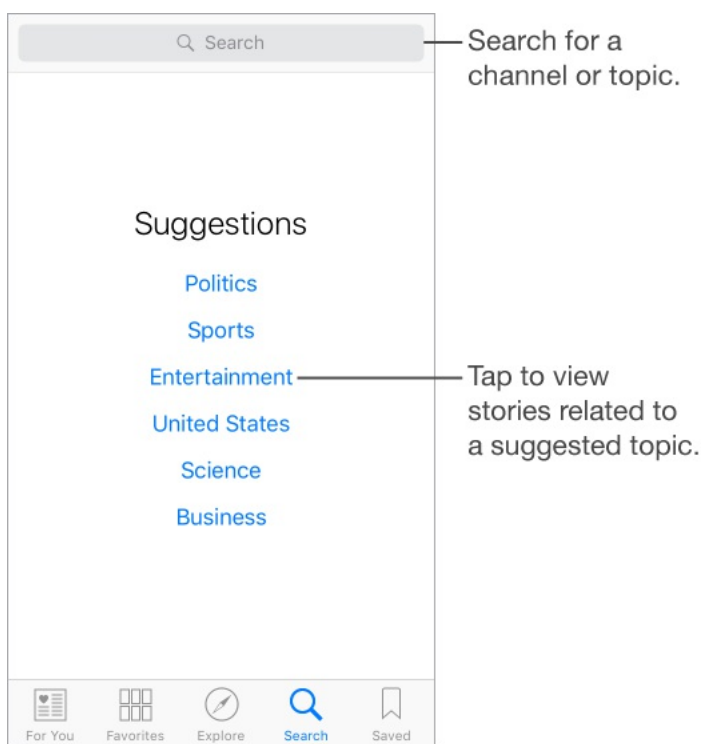 Search
Search for a
channel or topic.
Suggestions
Politics
Sports
Entertainment
Tap to view
stories related to
a suggested topic.
United States
Science
Business
For You Favorites Explore Search Saved